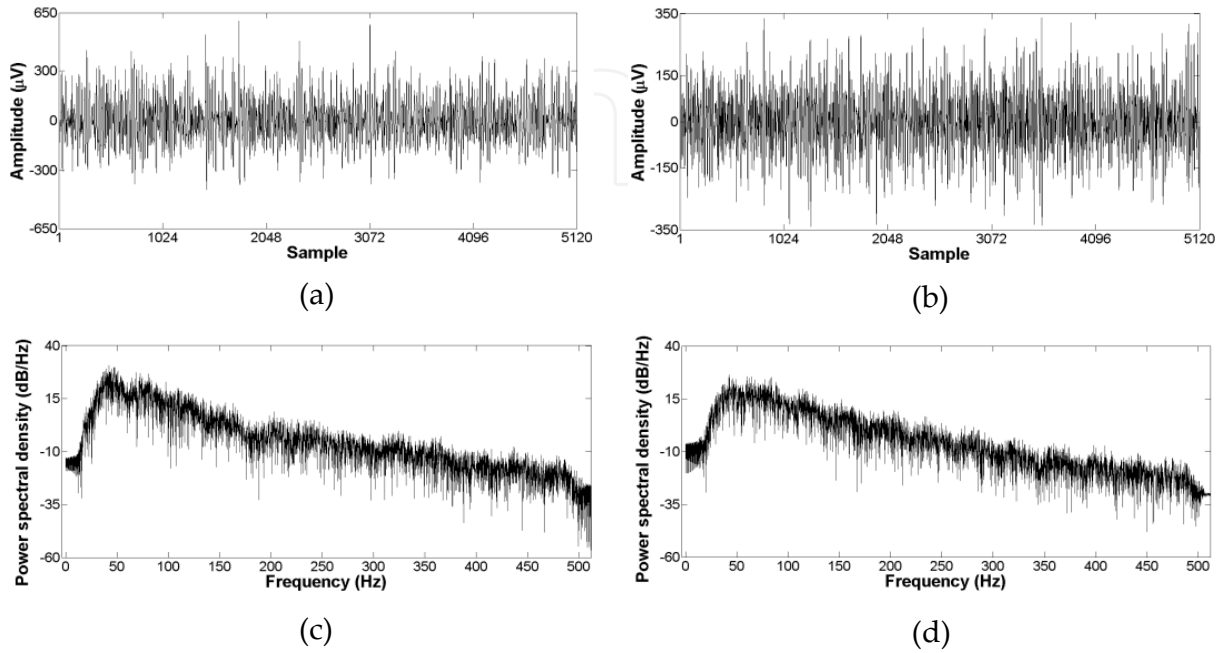 650
300
0
-300
-650
Amplitude (µV)
1 1024 2048 3072 4096 5120
Sample
(a)
350
150
0
-150
-350
Amplitude (µV)
1 1024 2048 3072 4096 5120
Sample
(b)
40
15
-10
-35
-60
Power spectral density (dB/Hz)
0 50 100 150 200 250 300 350 400 450 500
Frequency (Hz)
(c)
40
15
-10
-35
-60
Power spectral density (dB/Hz)
0 50 100 150 200 250 300 350 400 450 500
Frequency (Hz)
(d)